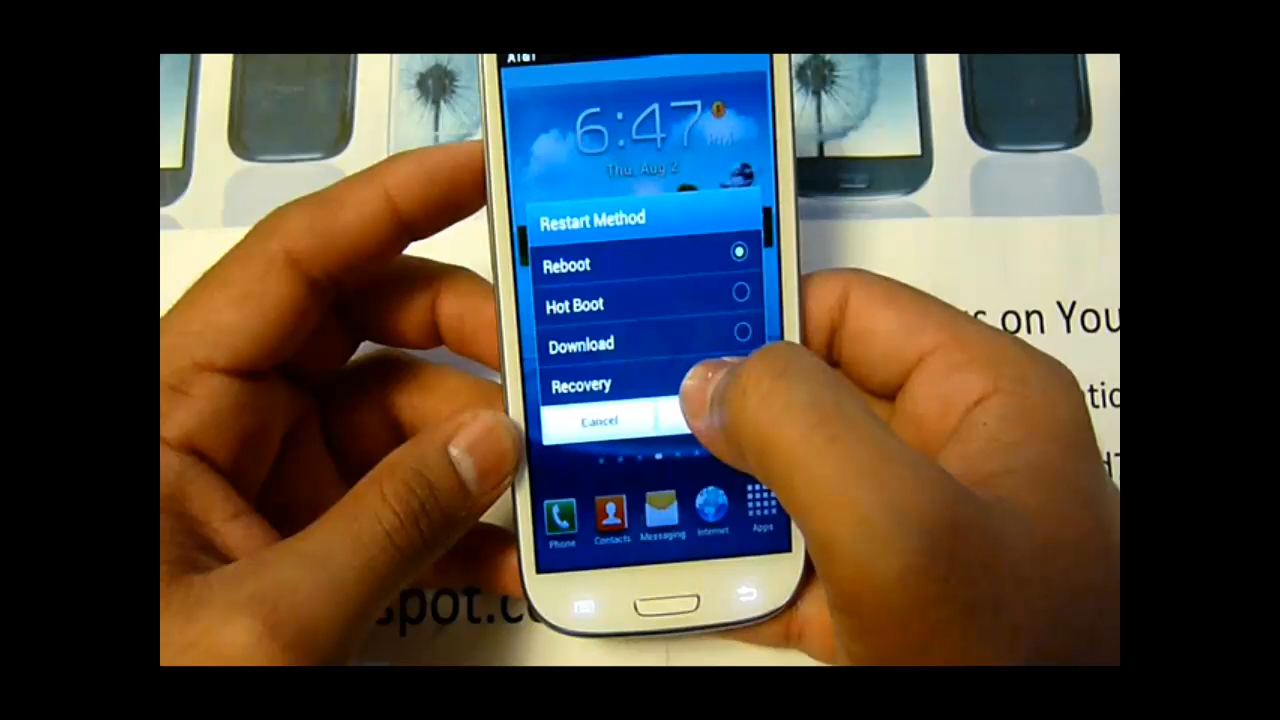 AT&T
6:47
Thu, Aug 2
Restart Method
Reboot
Hot Boot
Download
Recovery
Cancel
Phone
Contacts
Messaging
Internet
Apps
on You
spot.c